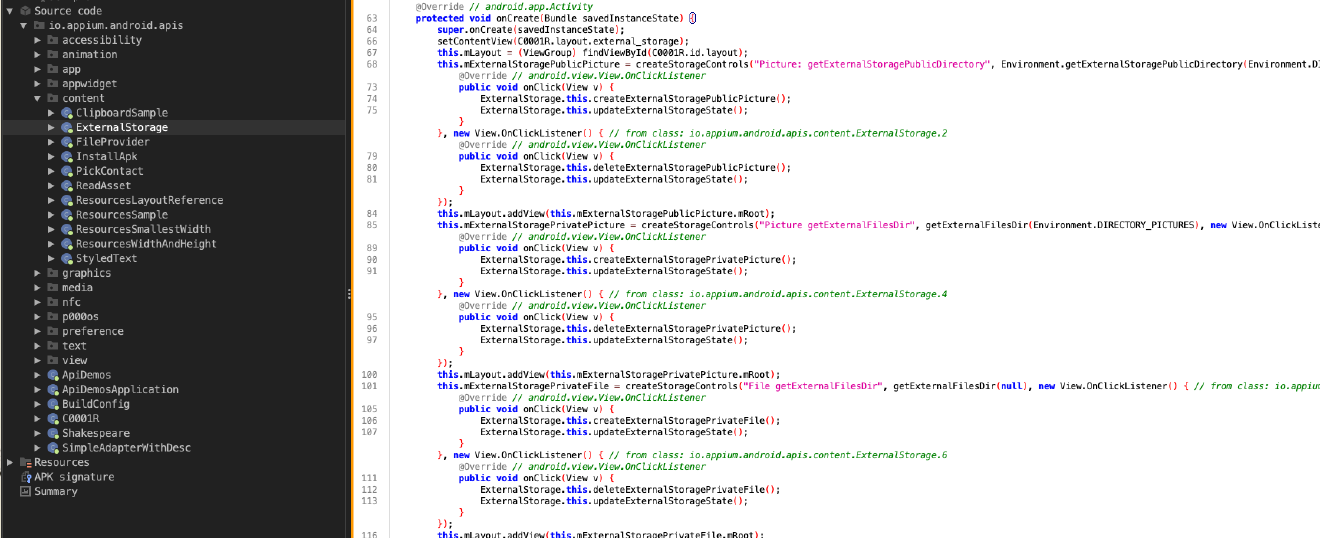 Source code
io.appium.android.apis
accessibility
animation
app
appwidget
content
ClipboardSample
ExternalStorage
FileProvider
InstallApk
PickContact
ReadAsset
ResourcesLayoutReference
ResourcesSample
ResourcesSmallestWidth
ResourcesWidthAndHeight
StyledText
graphics
media
nfc
p000os
preference
text
view
ApiDemos
ApiDemosApplication
BuildConfig
C0001R
Shakespeare
SimpleAdapterWithDesc
Resources
APK signature
Summary
@Override // android.app.Activity
63 protected void onCreate(Bundle savedInstanceState) {
64 super.onCreate(savedInstanceState);
66 setContentView(C0001R.layout.external_storage);
67 this.mLayout = (ViewGroup) findViewById(C0001R.id.layout);
68 this.mExternalStoragePublicPicture = createStorageControls("Picture: getExternalStoragePublicDirectory", Environment.getExternalStoragePublicDirectory(Environment.DI
@Override // android.view.View.OnClickListener
73 public void onClick(View v) {
74 ExternalStorage.this.createExternalStoragePublicPicture();
75 ExternalStorage.this.updateExternalStorageState();
}
}, new View.OnClickListener() { // from class: io.appium.android.apis.content.ExternalStorage.2
@Override // android.view.View.OnClickListener
79 public void onClick(View v) {
80 ExternalStorage.this.deleteExternalStoragePublicPicture();
81 ExternalStorage.this.updateExternalStorageState();
}
});
84 this.mLayout.addView(this.mExternalStoragePublicPicture.mRoot);
85 this.mExternalStoragePrivatePicture = createStorageControls("Picture getExternalFilesDir", getExternalFilesDir(Environment.DIRECTORY_PICTURES), new View.OnClickListe
@Override // android.view.View.OnClickListener
89 public void onClick(View v) {
90 ExternalStorage.this.createExternalStoragePrivatePicture();
91 ExternalStorage.this.updateExternalStorageState();
}
}, new View.OnClickListener() { // from class: io.appium.android.apis.content.ExternalStorage.4
@Override // android.view.View.OnClickListener
95 public void onClick(View v) {
96 ExternalStorage.this.deleteExternalStoragePrivatePicture();
97 ExternalStorage.this.updateExternalStorageState();
}
});
100 this.mLayout.addView(this.mExternalStoragePrivatePicture.mRoot);
101 this.mExternalStoragePrivateFile = createStorageControls("File getExternalFilesDir", getExternalFilesDir(null), new View.OnClickListener() { // from class: io.appium
@Override // android.view.View.OnClickListener
105 public void onClick(View v) {
106 ExternalStorage.this.createExternalStoragePrivateFile();
107 ExternalStorage.this.updateExternalStorageState();
}
}, new View.OnClickListener() { // from class: io.appium.android.apis.content.ExternalStorage.6
@Override // android.view.View.OnClickListener
111 public void onClick(View v) {
112 ExternalStorage.this.deleteExternalStoragePrivateFile();
113 ExternalStorage.this.updateExternalStorageState();
}
});
116 this.mLayout.addView(this.mExternalStoragePrivateFile.mRoot);